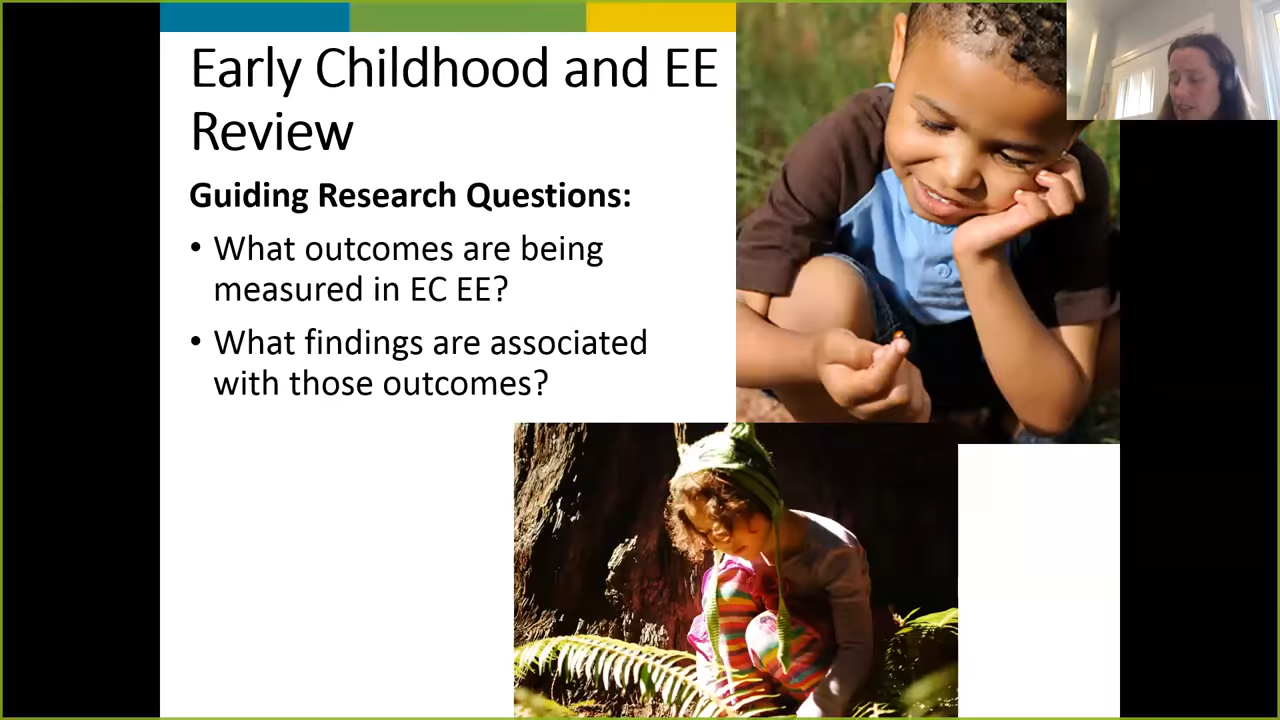 Early Childhood and EE
Review
Guiding Research Questions:
• What outcomes are being
measured in EC EE?
• What findings are associated
with those outcomes?